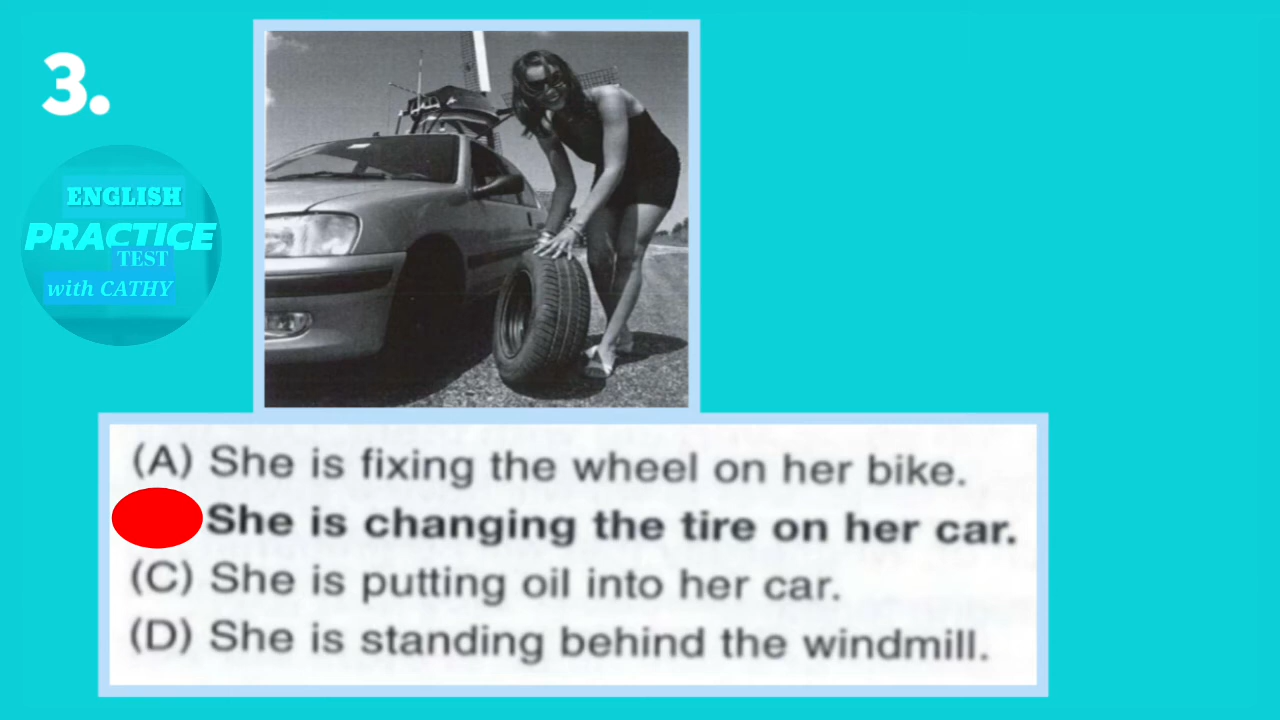 3.
ENGLISH
PRACTICE
TEST
with CATHY
(A) She is fixing the wheel on her bike.
She is changing the tire on her car.
(C) She is putting oil into her car.
(D) She is standing behind the windmill.